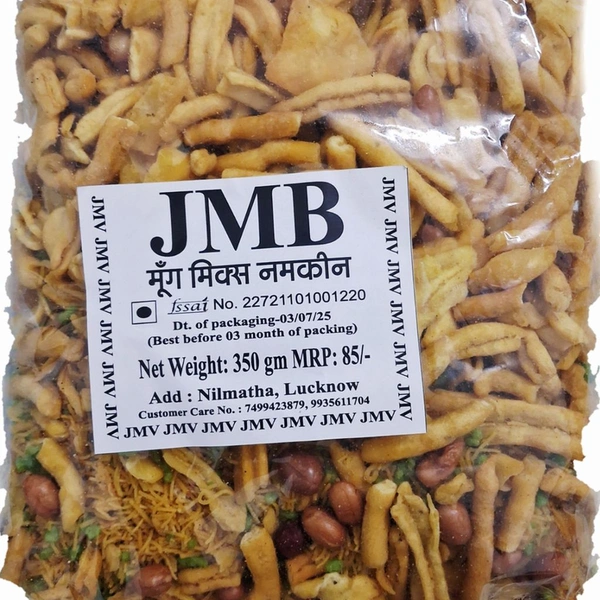 JMB
मूँग मिक्स नमकीन
fssai No. 22721101001220
Dt. of packaging-03/07/25
(Best before 03 month of packing)
Net Weight: 350 gm MRP: 85/-
Add : Nilmatha, Lucknow
Customer Care No. : 7499423879, 9935611704
JMV JMV JMV JMV JMV JMV JMV
JMV JMV JMV JMV JMV JMV
JMV JMV JMV JMV JMV JMV